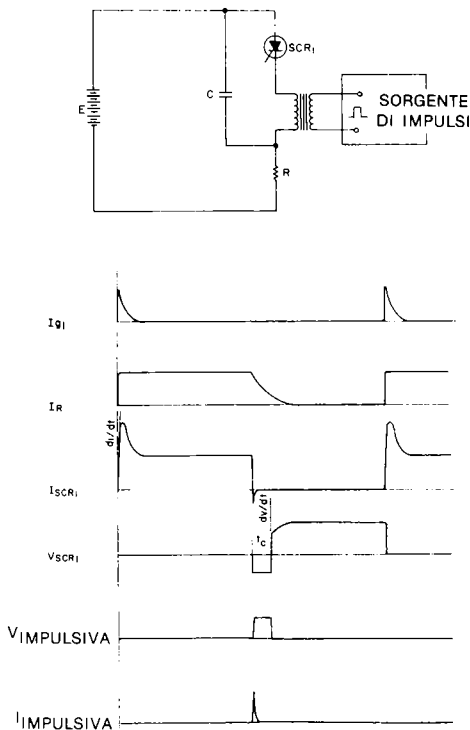 SCR1
C
E
SORGENTE
DI IMPULSI
R
Ig1
IR
di/dt
ISCR1
dv/dt
tc
VSCR1
VIMPULSIVA
IIMPULSIVA